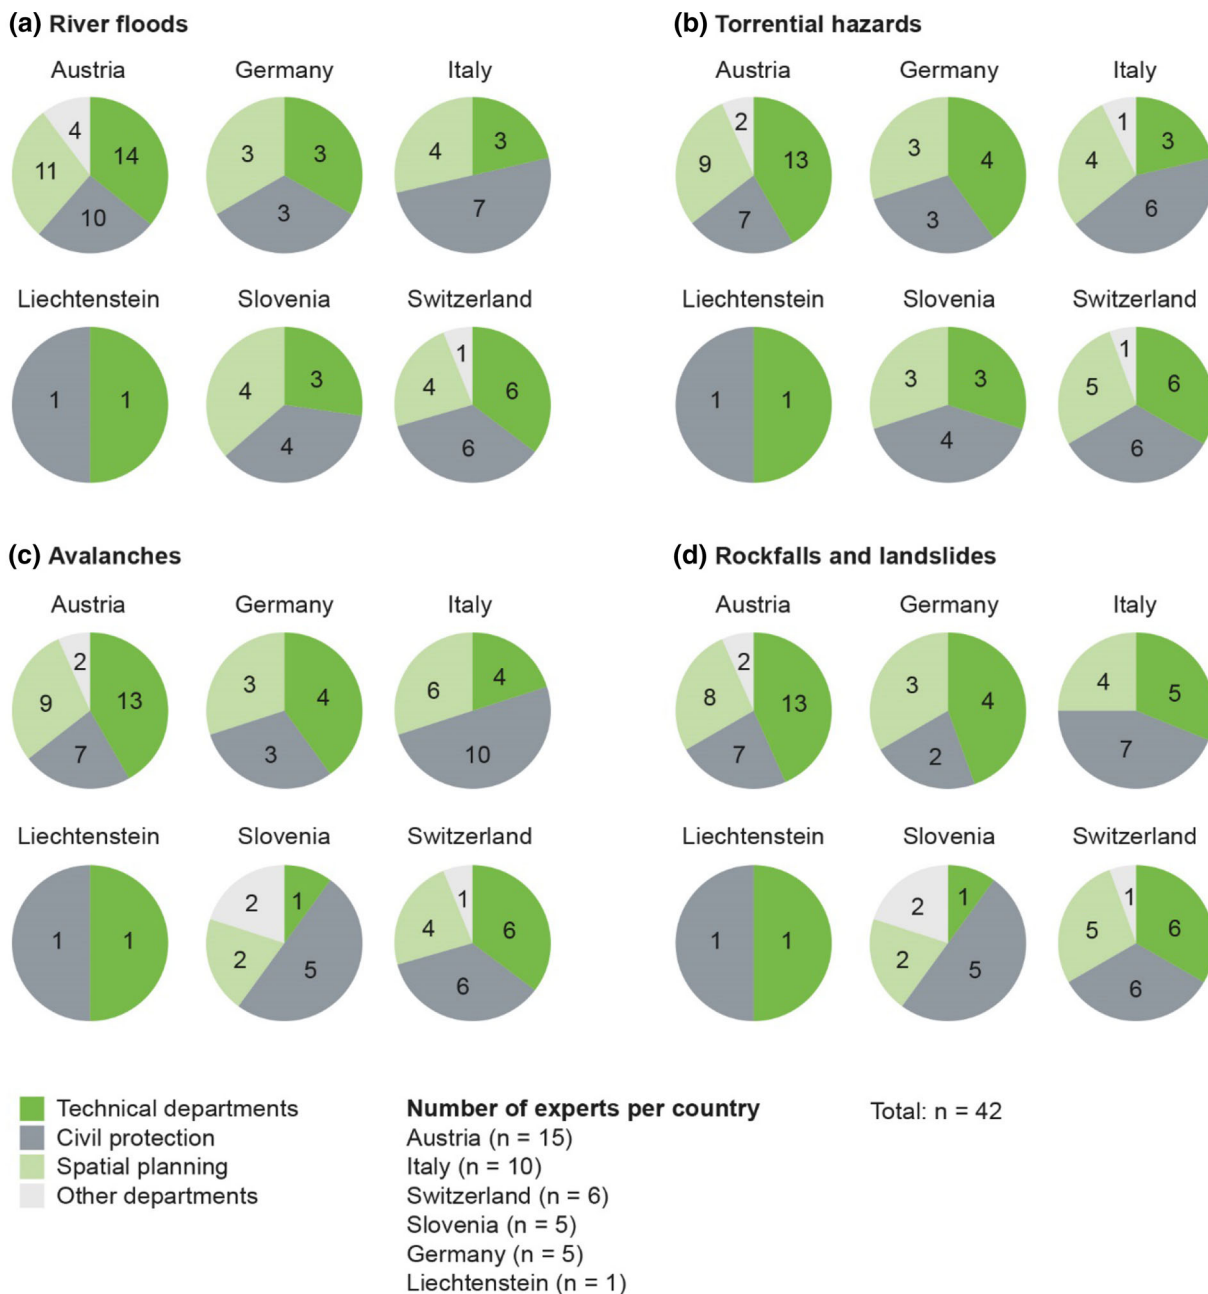 (a) River floods
Austria Germany Italy
4 14 11 10
3 3 3
4 3 7
Liechtenstein Slovenia Switzerland
1 1
4 3 4
1 6 4 6
(b) Torrential hazards
Austria Germany Italy
2 13 9 7
3 4 3
1 3 4 6
Liechtenstein Slovenia Switzerland
1 1
3 3 4
1 6 5 6
(c) Avalanches
Austria Germany Italy
2 13 9 7
3 4 3
4 6 10
Liechtenstein Slovenia Switzerland
1 1
2 1 2 5
1 6 4 6
(d) Rockfalls and landslides
Austria Germany Italy
2 13 8 7
3 4 2
4 5 7
Liechtenstein Slovenia Switzerland
1 1
2 1 2 5
1 6 5 6
Technical departments
Civil protection
Spatial planning
Other departments
Number of experts per country
Austria (n = 15)
Italy (n = 10)
Switzerland (n = 6)
Slovenia (n = 5)
Germany (n = 5)
Liechtenstein (n = 1)
Total: n = 42